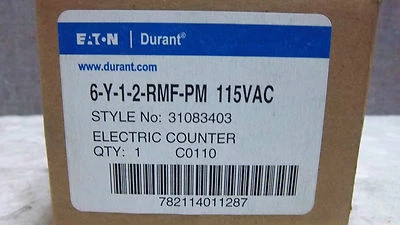 EATON | Durant®
www.durant.com
6-Y-1-2-RMF-PM 115VAC
STYLE No: 31083403
ELECTRIC COUNTER
QTY: 1 C0110
782114011287